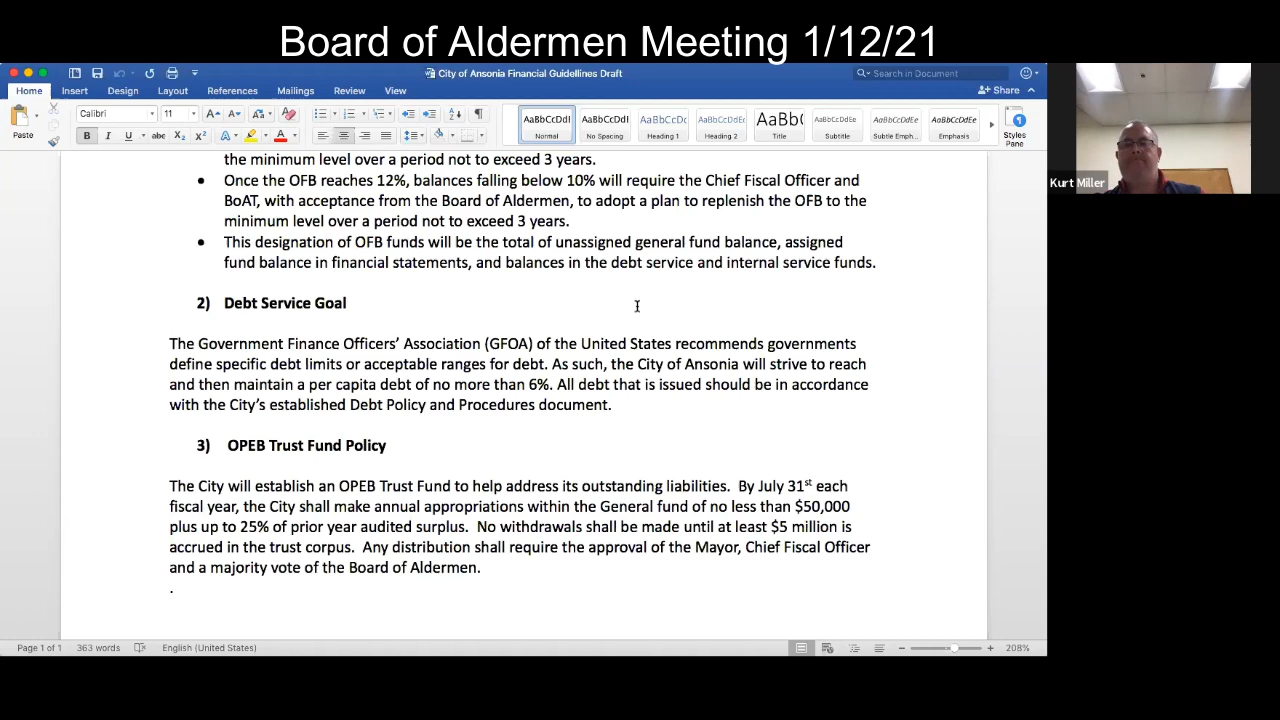 Board of Aldermen Meeting 1/12/21
City of Ansonia Financial Guidellnes Draft
Search in Document
Home Insert Design Layout References Mailings Review View
Share
Paste
Calibri 11
B I U abc X₂ X² A A
AaBbCcDdE AaBbCcDdE AaBbCcDc AaBbCcDdEe AaBb( AaBbCcDdEe AaBbCcDdEe AaBbCcDdEe
Normal No Spacing Heading 1 Heading 2 Title Subtitle Subtle Emph... Emphasis
Styles
Pane
the minimum level over a period not to exceed 3 years.
• Once the OFB reaches 12%, balances falling below 10% will require the Chief Fiscal Officer and
BoAT, with acceptance from the Board of Aldermen, to adopt a plan to replenish the OFB to the
minimum level over a period not to exceed 3 years.
• This designation of OFB funds will be the total of unassigned general fund balance, assigned
fund balance in financial statements, and balances in the debt service and internal service funds.
2) Debt Service Goal
The Government Finance Officers’ Association (GFOA) of the United States recommends governments
define specific debt limits or acceptable ranges for debt. As such, the City of Ansonia will strive to reach
and then maintain a per capita debt of no more than 6%. All debt that is issued should be in accordance
with the City’s established Debt Policy and Procedures document.
3) OPEB Trust Fund Policy
The City will establish an OPEB Trust Fund to help address its outstanding liabilities. By July 31st each
fiscal year, the City shall make annual appropriations within the General fund of no less than $50,000
plus up to 25% of prior year audited surplus. No withdrawals shall be made until at least $5 million is
accrued in the trust corpus. Any distribution shall require the approval of the Mayor, Chief Fiscal Officer
and a majority vote of the Board of Aldermen.
.
Page 1 of 1 363 words English (United States) 208%
Kurt Miller